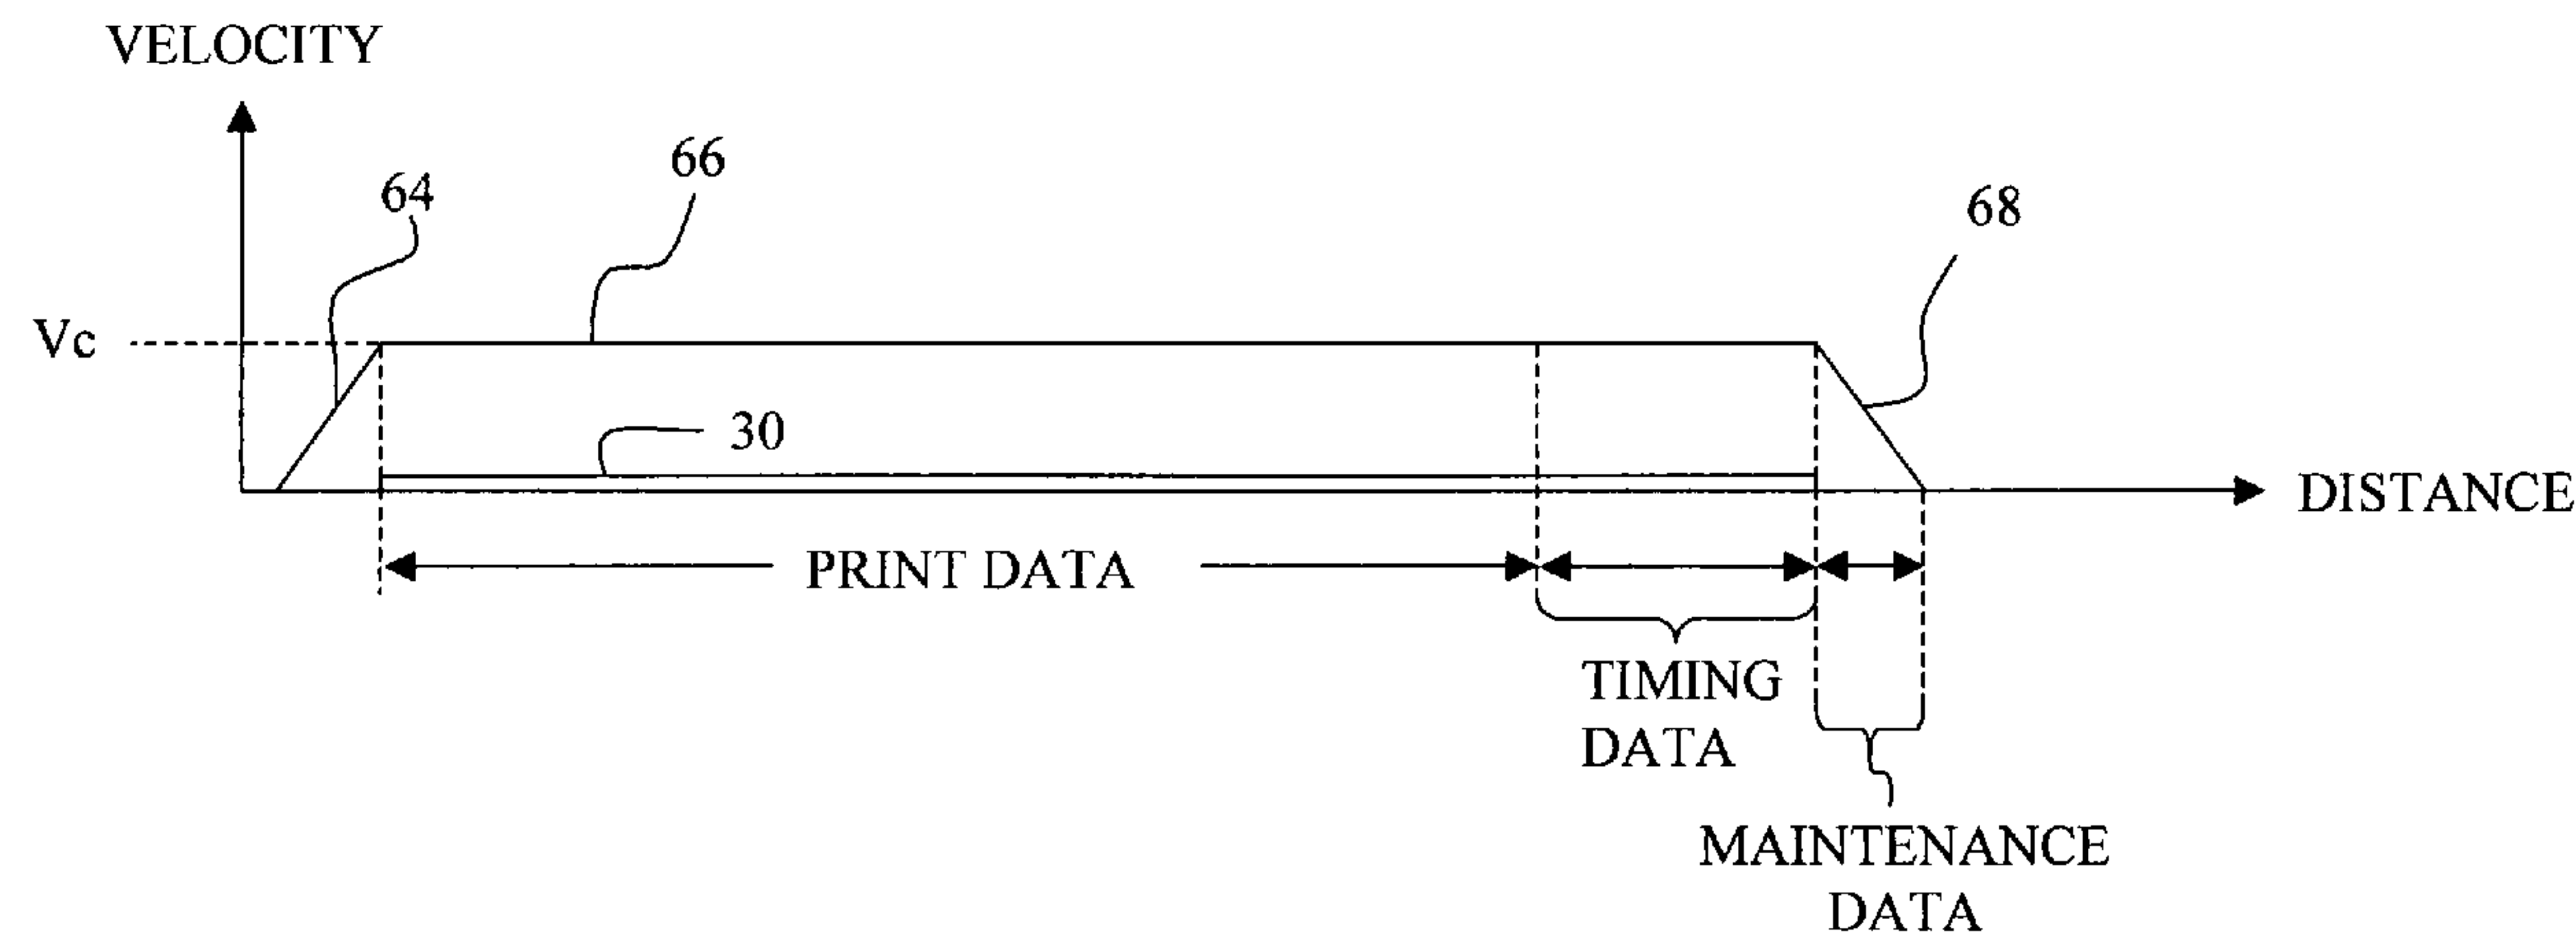 VELOCITY
66
64
68
Vc
30
DISTANCE
PRINT DATA
TIMING
DATA
MAINTENANCE
DATA